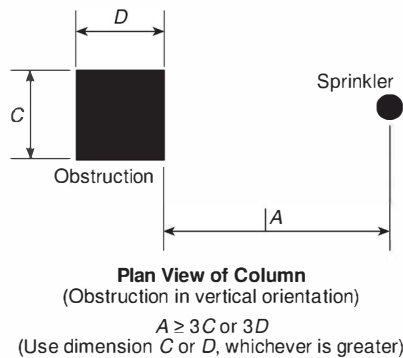 D
C
Sprinkler
Obstruction
A
Plan View of Column
(Obstruction in vertical orientation)
A ≥ 3C or 3D
(Use dimension C or D, whichever is greater)